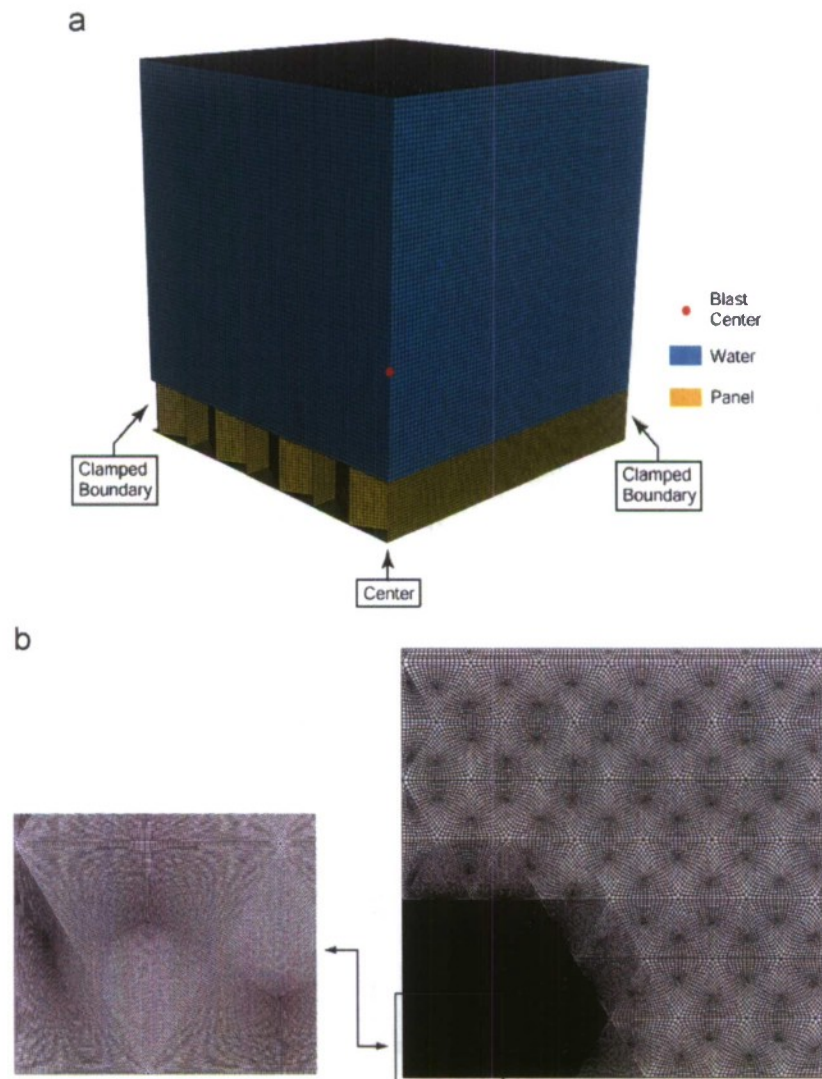 a
Blast
Center
Water
Panel
Clamped
Boundary
Clamped
Boundary
Center
b